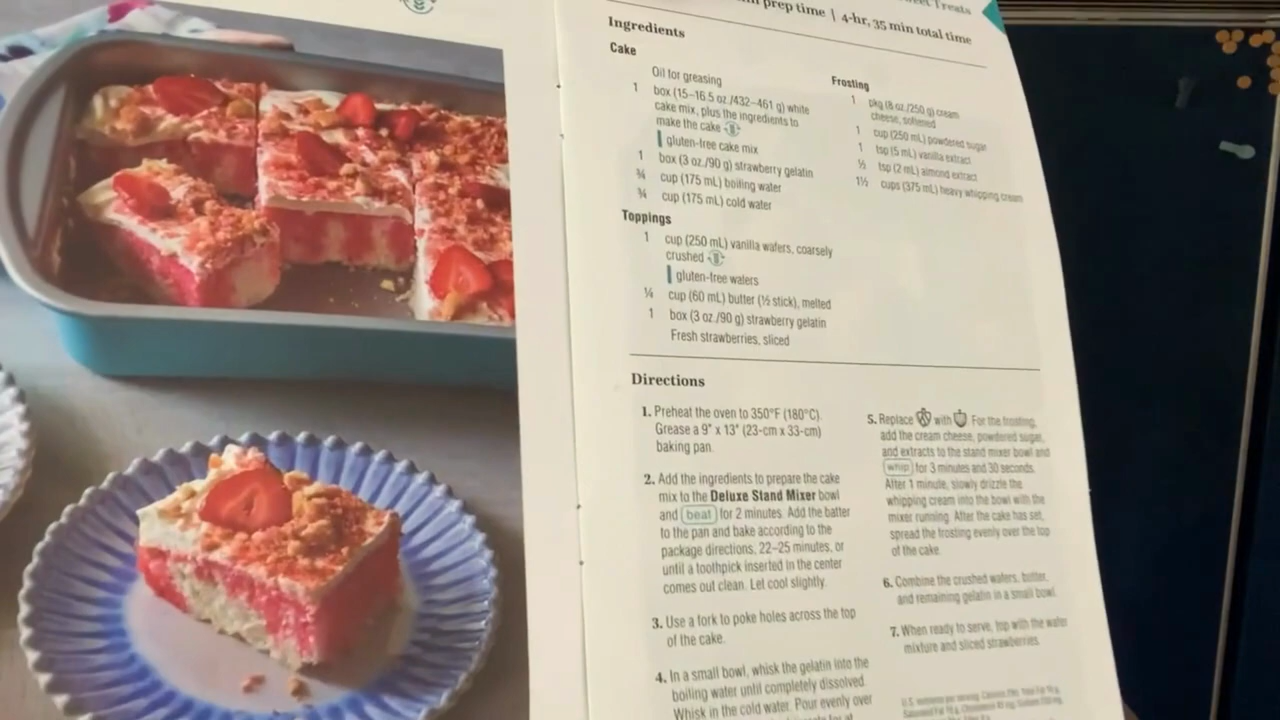 eet Treats
prep time | 4-hr, 35 min total time
Ingredients
Cake
Oil for greasing
1 box (15–16.5 oz./432–461 g) white
cake mix, plus the ingredients to
make the cake
gluten-free cake mix
1 box (3 oz./90 g) strawberry gelatin
¾ cup (175 mL) boiling water
¾ cup (175 mL) cold water
Toppings
1 cup (250 mL) vanilla wafers, coarsely
crushed
gluten-free wafers
¼ cup (60 mL) butter (½ stick), melted
1 box (3 oz./90 g) strawberry gelatin
Fresh strawberries, sliced
Frosting
1 pkg (8 oz./250 g) cream
cheese, softened
1 cup (250 mL) powdered sugar
1 tsp (5 mL) vanilla extract
½ tsp (2 mL) almond extract
1½ cups (375 mL) heavy whipping cream
Directions
1. Preheat the oven to 350°F (180°C).
Grease a 9" x 13" (23-cm x 33-cm)
baking pan.
2. Add the ingredients to prepare the cake
mix to the Deluxe Stand Mixer bowl
and beat for 2 minutes. Add the batter
to the pan and bake according to the
package directions, 22–25 minutes, or
until a toothpick inserted in the center
comes out clean. Let cool slightly.
3. Use a fork to poke holes across the top
of the cake.
4. In a small bowl, whisk the gelatin into the
boiling water until completely dissolved.
Whisk in the cold water. Pour evenly over
5. Replace with For the frosting,
add the cream cheese, powdered sugar,
and extracts to the stand mixer bowl and
whip for 3 minutes and 30 seconds.
After 1 minute, slowly drizzle the
whipping cream into the bowl with the
mixer running. After the cake has set,
spread the frosting evenly over the top
of the cake.
6. Combine the crushed wafers, butter,
and remaining gelatin in a small bowl.
7. When ready to serve, top with the wafer
mixture and sliced strawberries.
U.S. nutrients per serving: